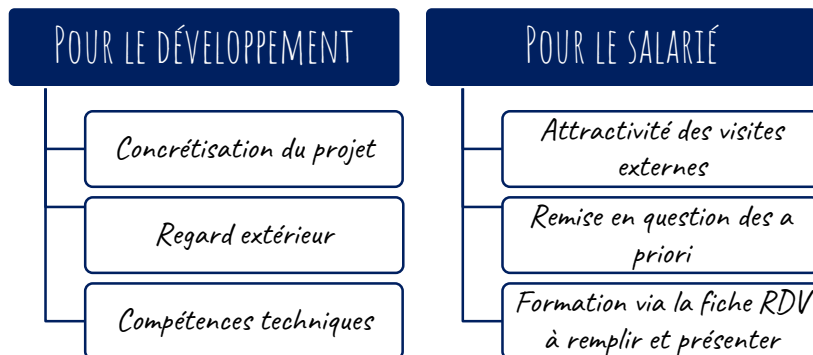 Pour le développement
Concrétisation du projet
Regard extérieur
Compétences techniques
Pour le salarié
Attractivité des visites
externes
Remise en question des a
priori
Formation via la fiche RDV
à remplir et présenter